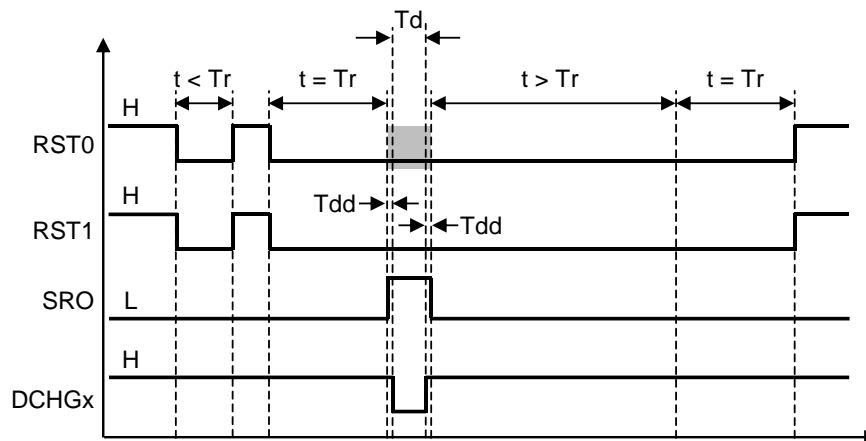 Td
t < Tr
t = Tr
t > Tr
t = Tr
H
RST0
H
Tdd
Tdd
RST1
SRO
L
H
DCHGx